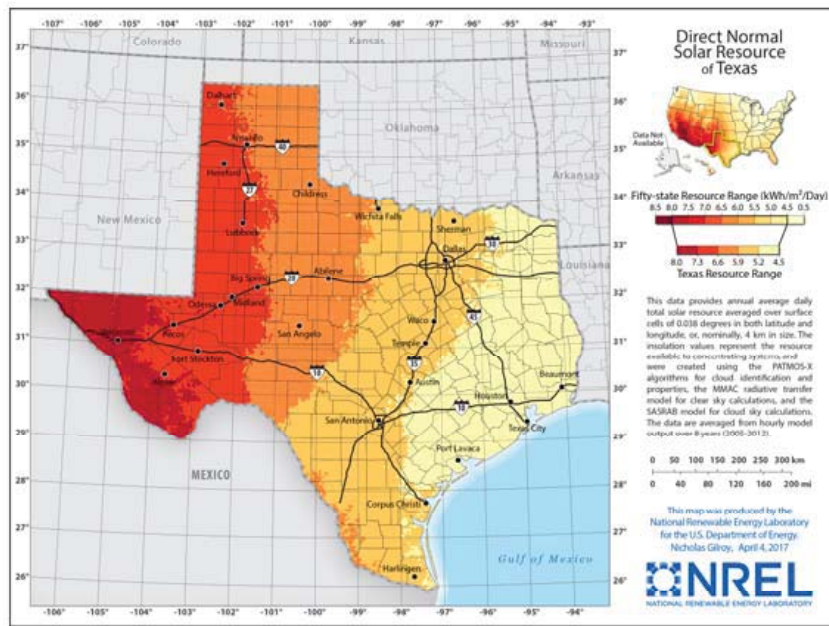 -107°
-106°
-105°
-104°
-103°
-102°
-101°
-100°
-99°
-98°
-97°
-96°
-95°
-94°
-93°
Colorado
Kansas
Missouri
37°
37°
36°
36°
35°
35°
34°
34°
33°
33°
32°
32°
31°
31°
30°
30°
29°
29°
28°
28°
27°
27°
26°
26°
Dalhart
Amarillo
40
Oklahoma
Arkansas
Hereford
27
Childress
New Mexico
Wichita Falls
Sherman
Lubbock
30
Dallas
Louisiana
Big Spring
20
Abilene
Odessa
Midland
45
Pecos
San Angelo
Waco
Temple
Fort Stockton
35
10
Austin
Beaumont
Houston
San Antonio
10
Texas City
Port Lavaca
MEXICO
Corpus Christi
Gulf of Mexico
Harlingen
-106°
-105°
-104°
-103°
-102°
-101°
-100°
-99°
-98°
-97°
-96°
-95°
-94°
Direct Normal
Solar Resource
of Texas
Data Not
Available
Fifty-state Resource Range (kWh/m²/Day)
8.5 8.0 7.5 7.0 6.5 6.0 5.5 5.0 4.5 0.5
8.0 7.3 6.6 5.9 5.2 4.5
Texas Resource Range
This data provides annual average daily
total solar resource averaged over surface
cells of 0.038 degrees in both latitude and
longitude, or, nominally, 4 km in size. The
insolation values represent the resource
available to concentrating systems, and
were created using the PATMOS-X
algorithms for cloud identification and
properties, the MMAC radiative transfer
model for clear sky calculations, and the
SASRAB model for cloud sky calculations.
The data are averaged from hourly model
output over 8 years (2005-2012).
0 50 100 150 200 250 300 km
0 40 80 120 160 200 mi
This map was produced by the
National Renewable Energy Laboratory
for the U.S. Department of Energy.
Nicholas Gilroy, April 4, 2017
NREL
NATIONAL RENEWABLE ENERGY LABORATORY